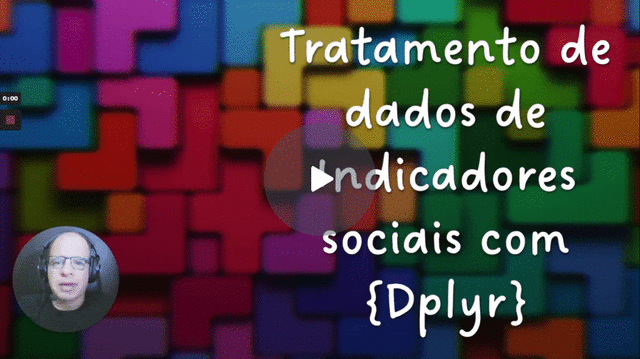 Tratamento de
dados de
Indicadores
sociais com
{Dplyr}
0:00